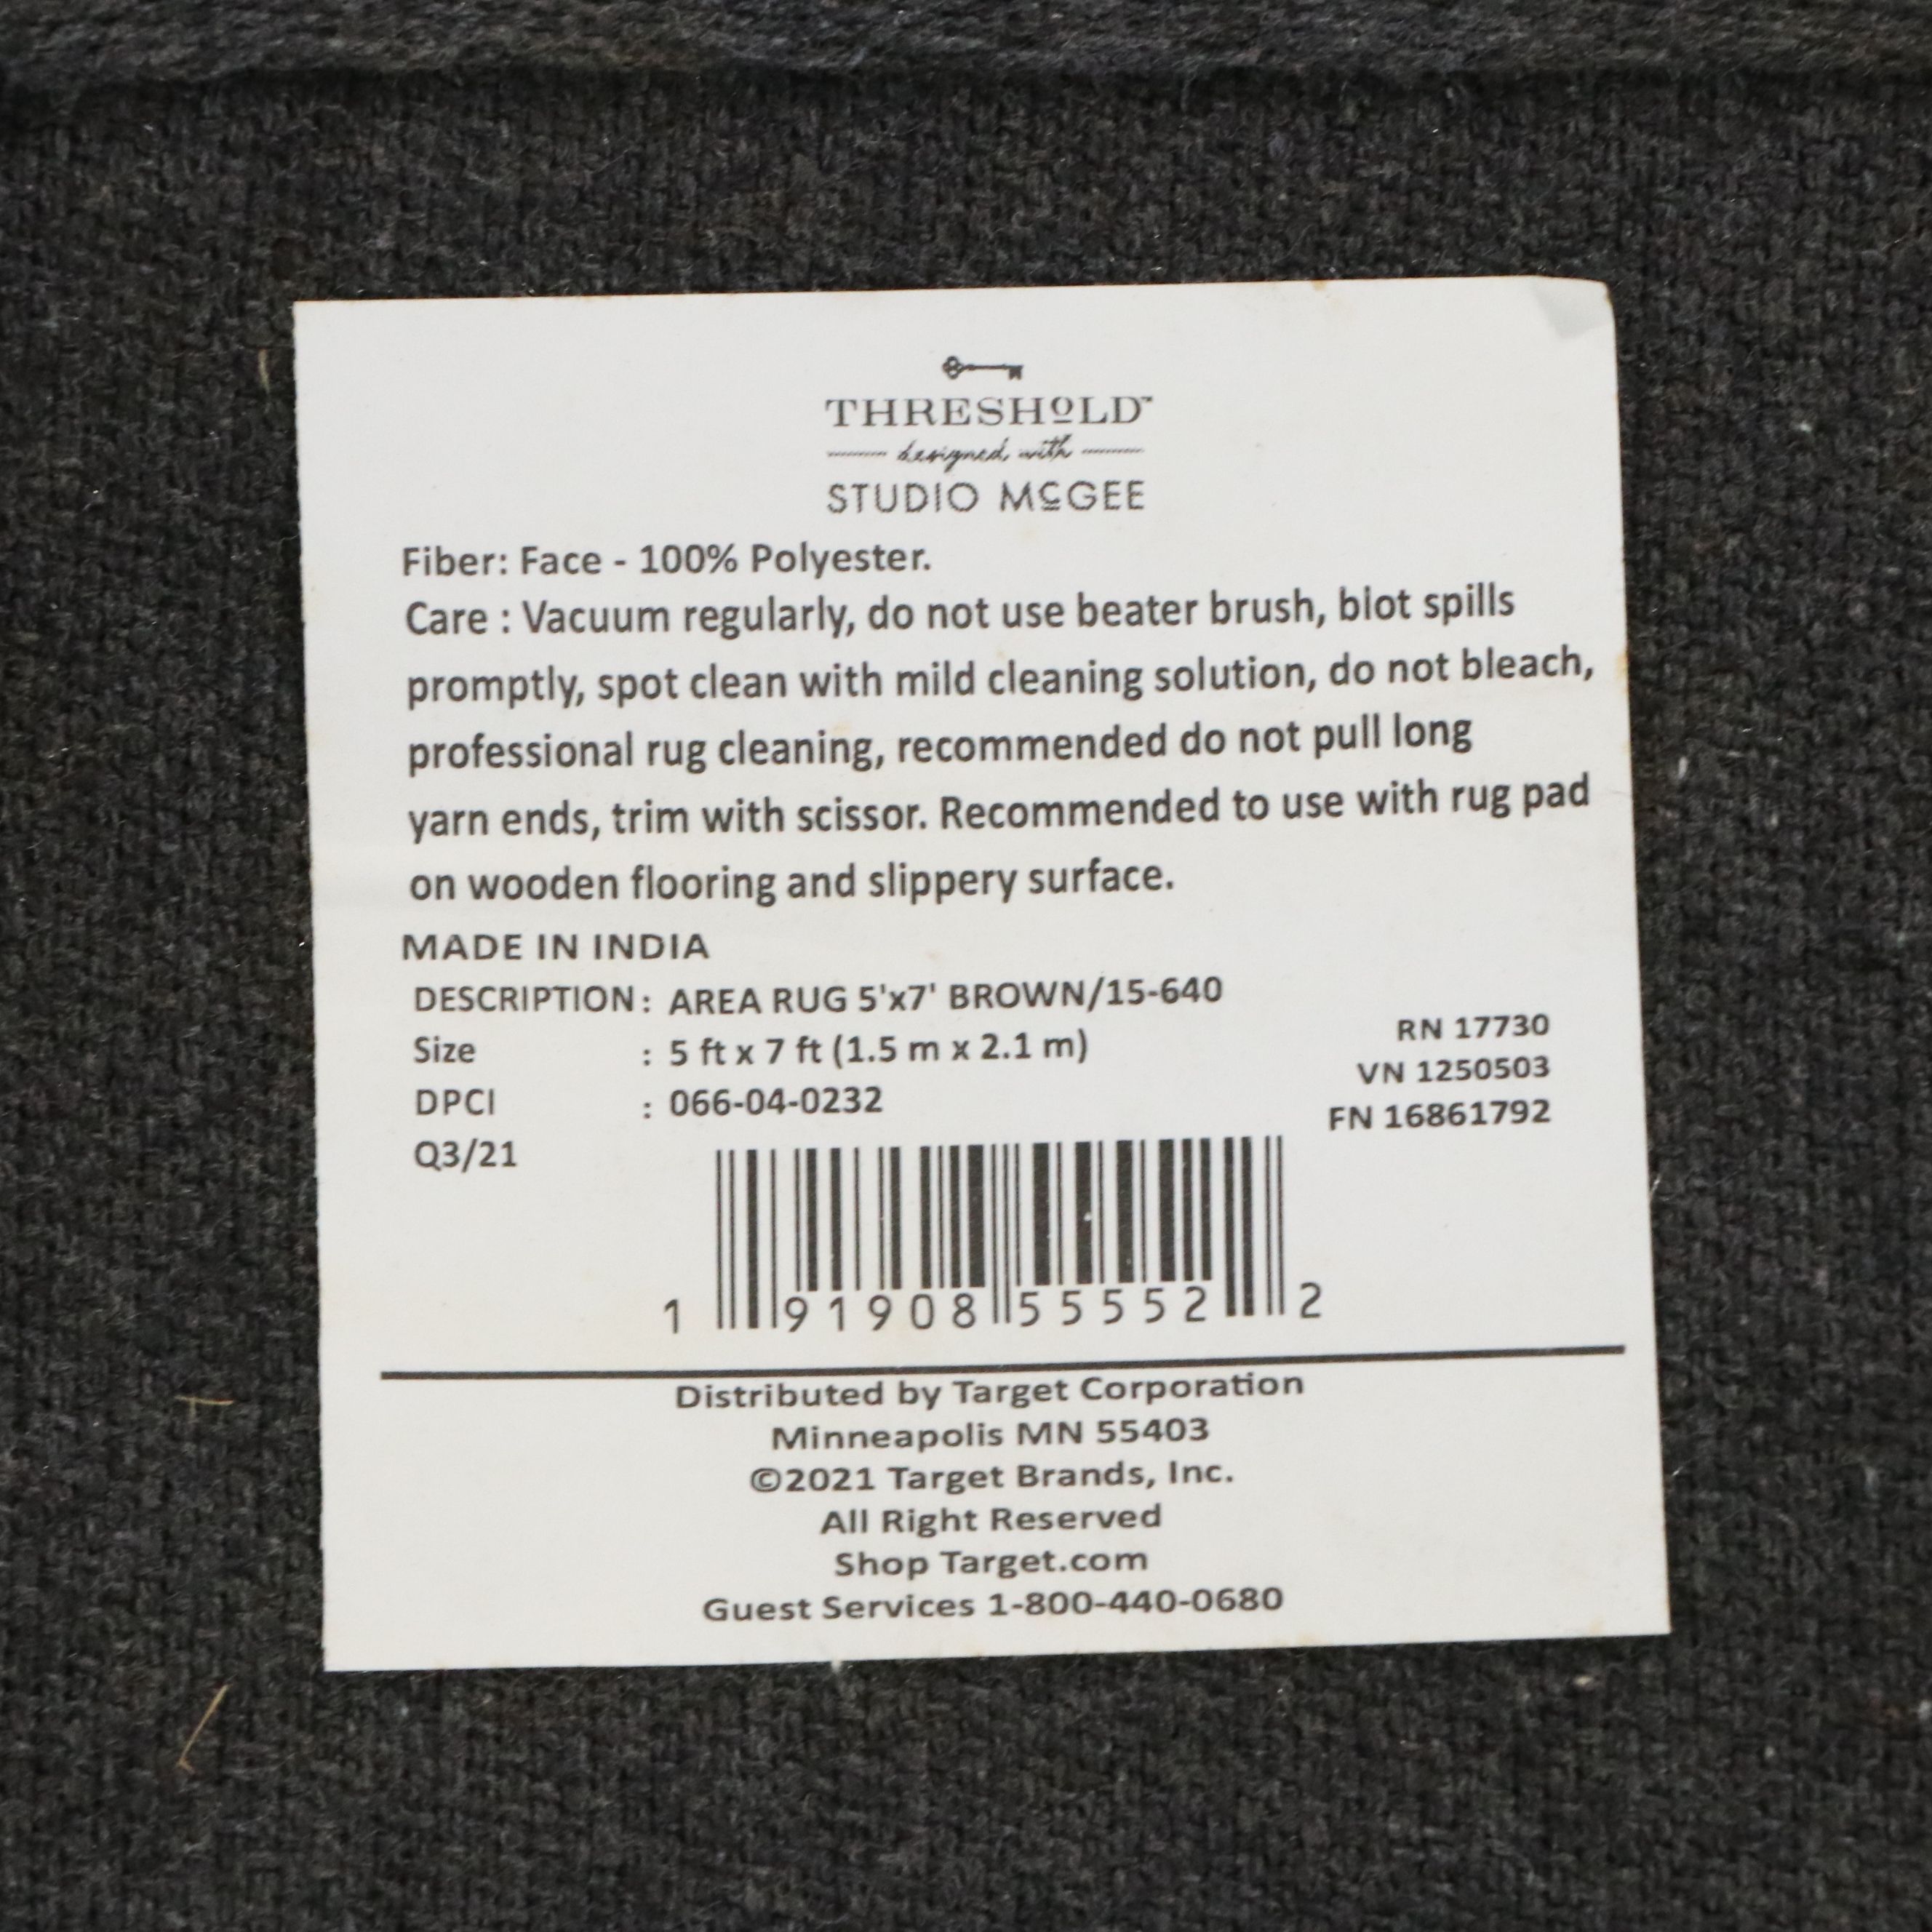 THRESHOLD™
designed with
STUDIO McGEE
Fiber: Face - 100% Polyester.
Care : Vacuum regularly, do not use beater brush, blot spills
promptly, spot clean with mild cleaning solution, do not bleach,
professional rug cleaning, recommended do not pull long
yarn ends, trim with scissor. Recommended to use with rug pad
on wooden flooring and slippery surface.
MADE IN INDIA
DESCRIPTION : AREA RUG 5'x7' BROWN/15-640
Size : 5 ft x 7 ft (1.5 m x 2.1 m)
DPCI : 066-04-0232
Q3/21
RN 17730
VN 1250503
FN 16861792
1 91908 55552 2
Distributed by Target Corporation
Minneapolis MN 55403
©2021 Target Brands, Inc.
All Right Reserved
Shop Target.com
Guest Services 1-800-440-0680